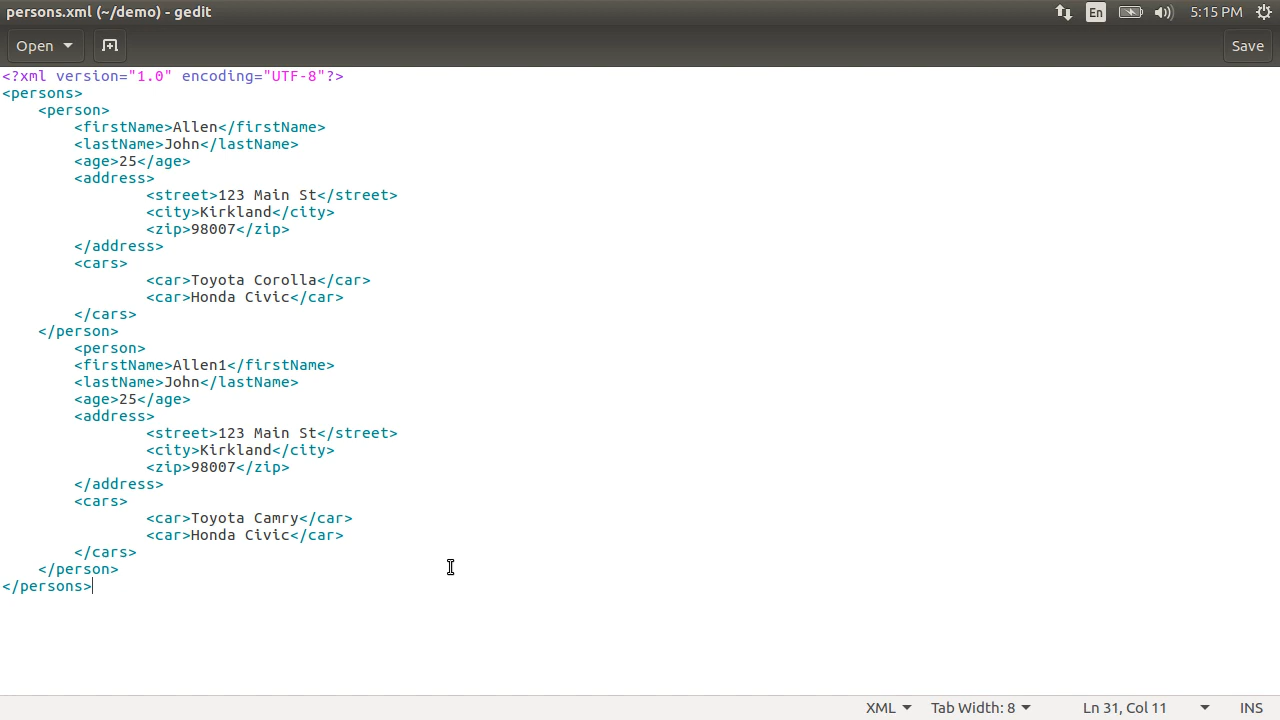 persons.xml (~/demo) - gedit
En
5:15 PM
Open
Save
<?xml version="1.0" encoding="UTF-8"?>
<persons>
    <person>
        <firstName>Allen</firstName>
        <lastName>John</lastName>
        <age>25</age>
        <address>
                <street>123 Main St</street>
                <city>Kirkland</city>
                <zip>98007</zip>
        </address>
        <cars>
                <car>Toyota Corolla</car>
                <car>Honda Civic</car>
        </cars>
    </person>
        <person>
        <firstName>Allen1</firstName>
        <lastName>John</lastName>
        <age>25</age>
        <address>
                <street>123 Main St</street>
                <city>Kirkland</city>
                <zip>98007</zip>
        </address>
        <cars>
                <car>Toyota Camry</car>
                <car>Honda Civic</car>
        </cars>
    </person>
</persons>
XML
Tab Width: 8
Ln 31, Col 11
INS